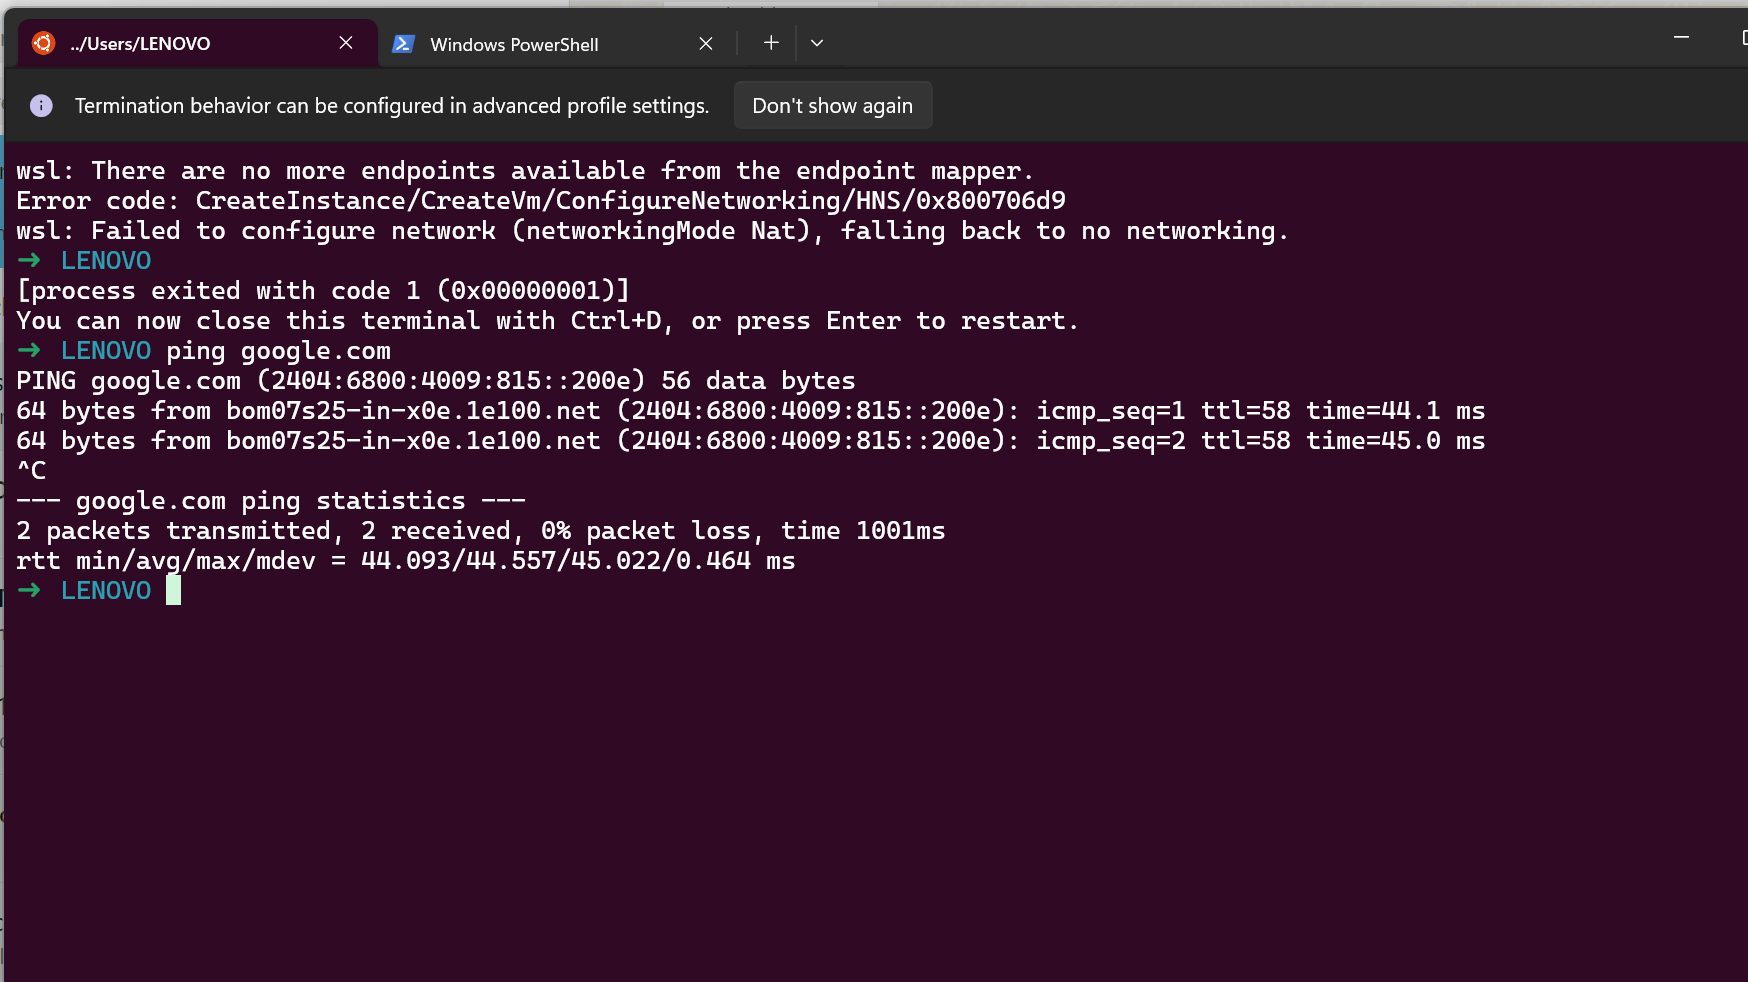 ../Users/LENOVO
Windows PowerShell
Termination behavior can be configured in advanced profile settings.
Don't show again
wsl: There are no more endpoints available from the endpoint mapper.
Error code: CreateInstance/CreateVm/ConfigureNetworking/HNS/0x800706d9
wsl: Failed to configure network (networkingMode Nat), falling back to no networking.
➜ LENOVO
[process exited with code 1 (0x00000001)]
You can now close this terminal with Ctrl+D, or press Enter to restart.
➜ LENOVO ping google.com
PING google.com (2404:6800:4009:815::200e) 56 data bytes
64 bytes from bom07s25-in-x0e.1e100.net (2404:6800:4009:815::200e): icmp_seq=1 ttl=58 time=44.1 ms
64 bytes from bom07s25-in-x0e.1e100.net (2404:6800:4009:815::200e): icmp_seq=2 ttl=58 time=45.0 ms
^C
--- google.com ping statistics ---
2 packets transmitted, 2 received, 0% packet loss, time 1001ms
rtt min/avg/max/mdev = 44.093/44.557/45.022/0.464 ms
➜ LENOVO